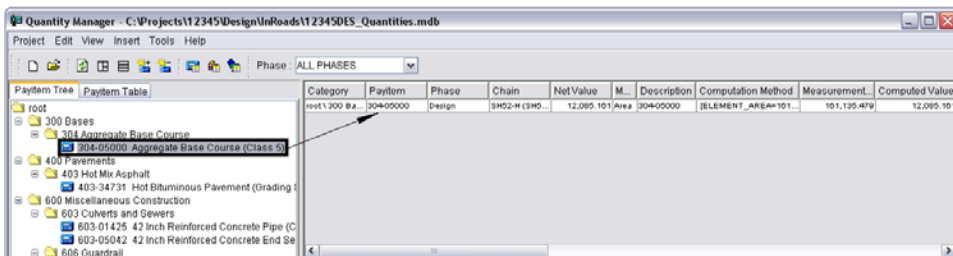 Quantity Manager - C:\Projects\12345\Design\InRoads\12345DES_Quantities.mdb
Project Edit View Insert Tools Help
Phase: ALL PHASES
Payitem Tree Payitem Table
Category Payitem Phase Chain Net Value M... Description Computation Method Measurement... Computed Value
root \ 300 Ba... 304-05000 Design SH52-H (SH5... 12,085.161 Area 304-05000 [ELEMENT_AREA=161... 161,135.479 12,085.161
root
300 Bases
304 Aggregate Base Course
304-05000 Aggregate Base Course (Class 5)
400 Pavements
403 Hot Mix Asphalt
403-34731 Hot Bituminous Pavement (Grading
600 Miscellaneous Construction
603 Culverts and Sewers
603-01425 42 Inch Reinforced Concrete Pipe (C
603-05042 42 Inch Reinforced Concrete End Se
606 Guardrail